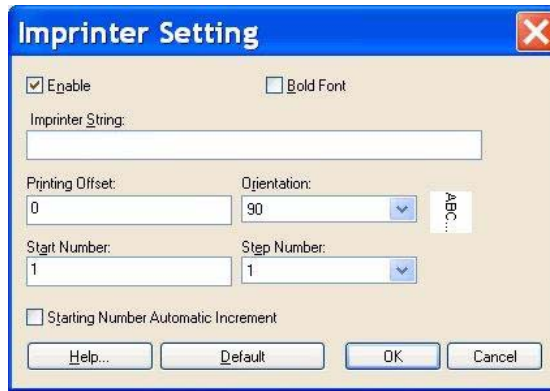 Imprinter Setting
Enable
Bold Font
Imprinter String:
Printing Offset:
Orientation:
0
90
ABC...
Start Number:
Step Number:
1
1
Starting Number Automatic Increment
Help...
Default
OK
Cancel